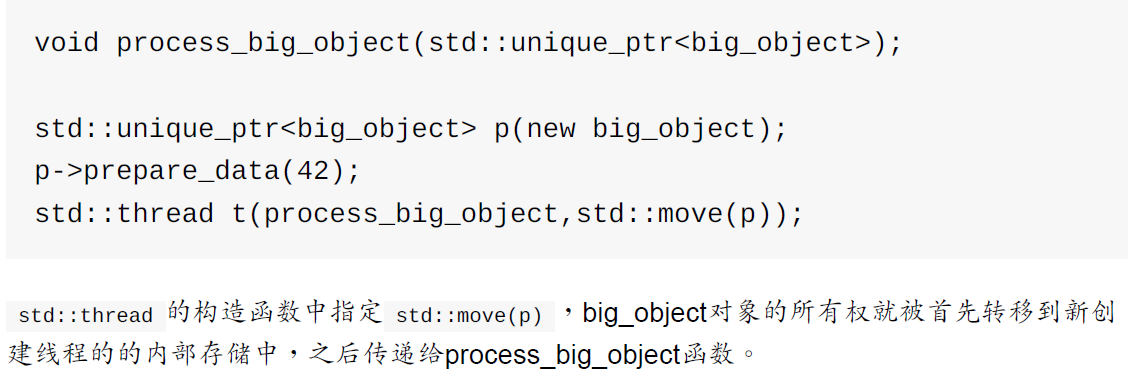 void process_big_object(std::unique_ptr<big_object>);
std::unique_ptr<big_object> p(new big_object);
p->prepare_data(42);
std::thread t(process_big_object,std::move(p));
std::thread 的构造函数中指定 std::move(p) ，big_object对象的所有权就被首先转移到新创
建线程的的内部存储中，之后传递给process_big_object函数。